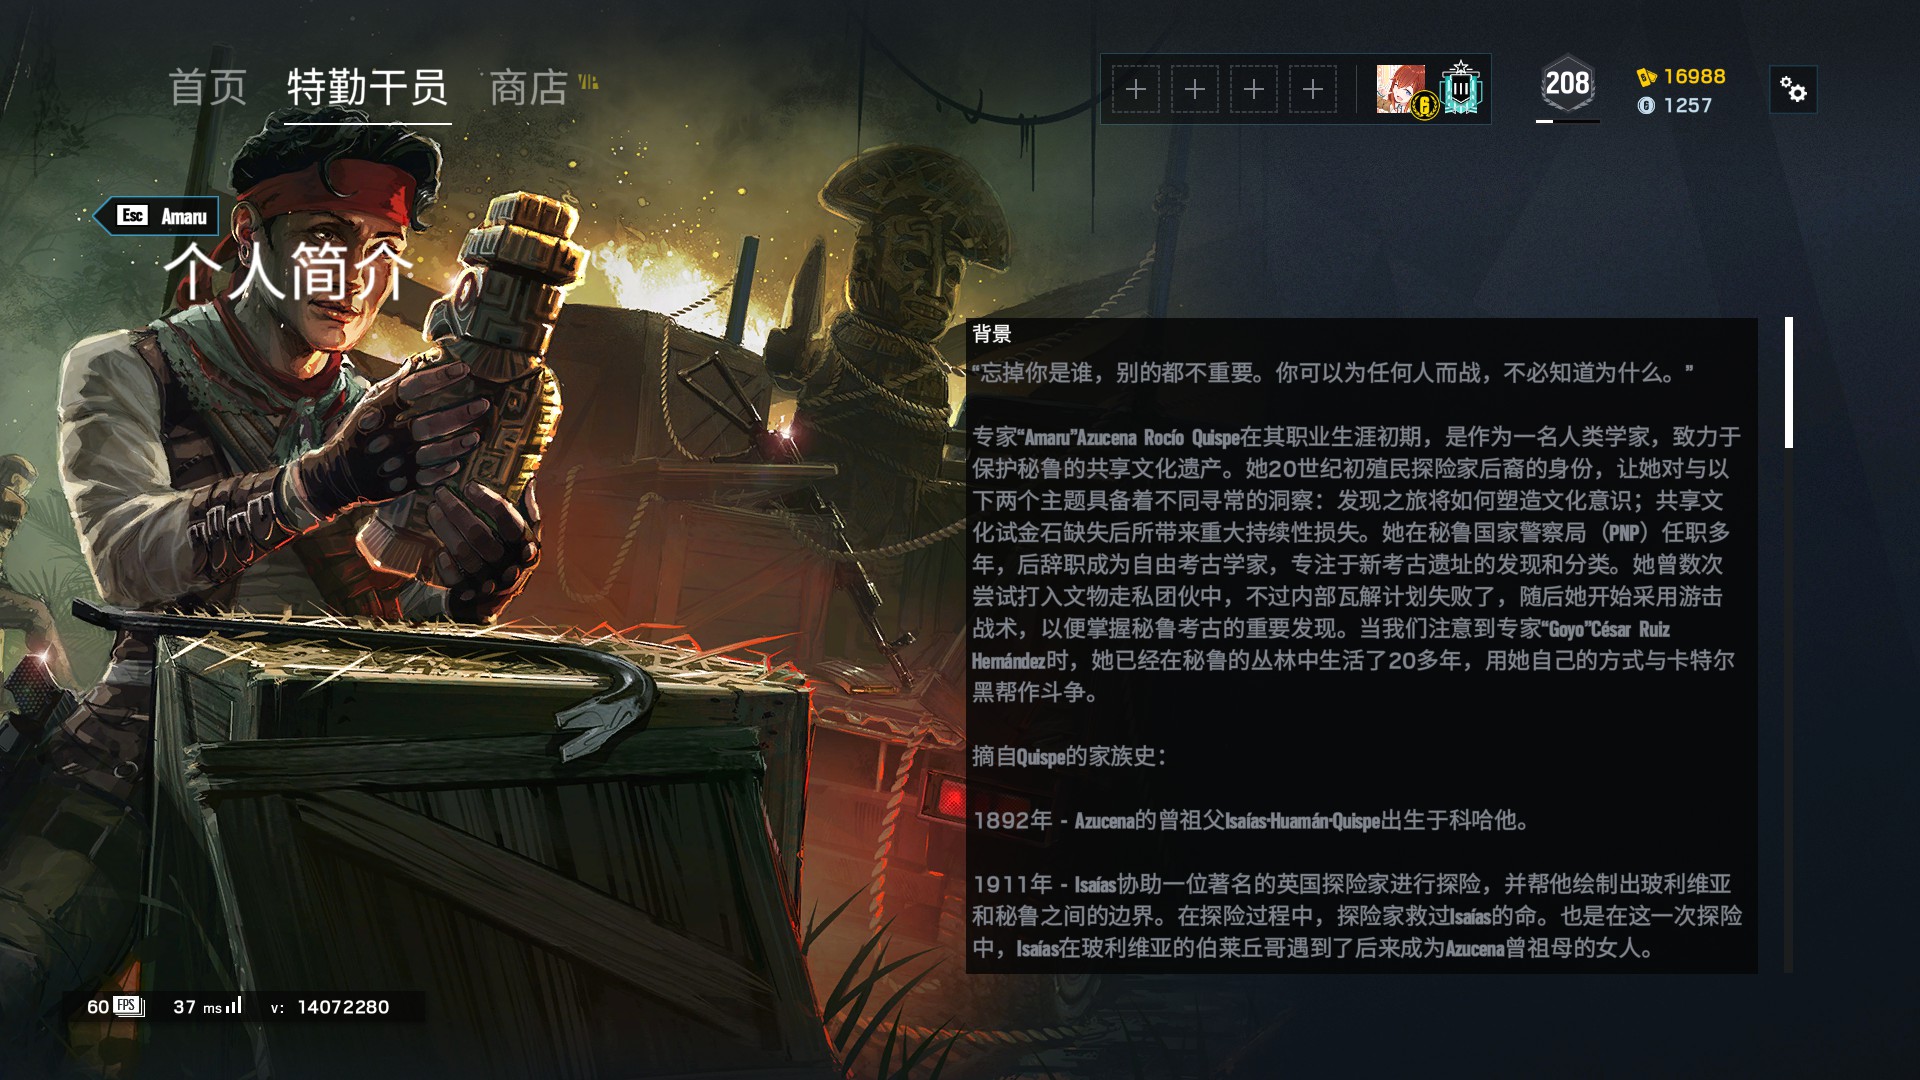 首页 特勤干员 商店
208
16988
1257
Esc Amaru
个人简介
背景
“忘掉你是谁，别的都不重要。你可以为任何人而战，不必知道为什么。”
专家“Amaru”Azucena Rocío Quispe在其职业生涯初期，是作为一名人类学家，致力于
保护秘鲁的共享文化遗产。她20世纪初殖民探险家后裔的身份，让她对与以
下两个主题具备着不同寻常的洞察：发现之旅将如何塑造文化意识；共享文
化试金石缺失后所带来重大持续性损失。她在秘鲁国家警察局（PNP）任职多
年，后辞职成为自由考古学家，专注于新考古遗址的发现和分类。她曾数次
尝试打入文物走私团伙中，不过内部瓦解计划失败了，随后她开始采用游击
战术，以便掌握秘鲁考古的重要发现。当我们注意到专家“Goyo”César Ruiz
Hernández时，她已经在秘鲁的丛林中生活了20多年，用她自己的方式与卡特尔
黑帮作斗争。
摘自Quispe的家族史：
1892年 - Azucena的曾祖父Isaías·Huamán·Quispe出生于科哈他。
1911年 - Isaías协助一位著名的英国探险家进行探险，并帮他绘制出玻利维亚
和秘鲁之间的边界。在探险过程中，探险家救过Isaías的命。也是在这一次探险
中，Isaías在玻利维亚的伯莱丘哥遇到了后来成为Azucena曾祖母的女人。
60 FPS 37 ms v: 14072280